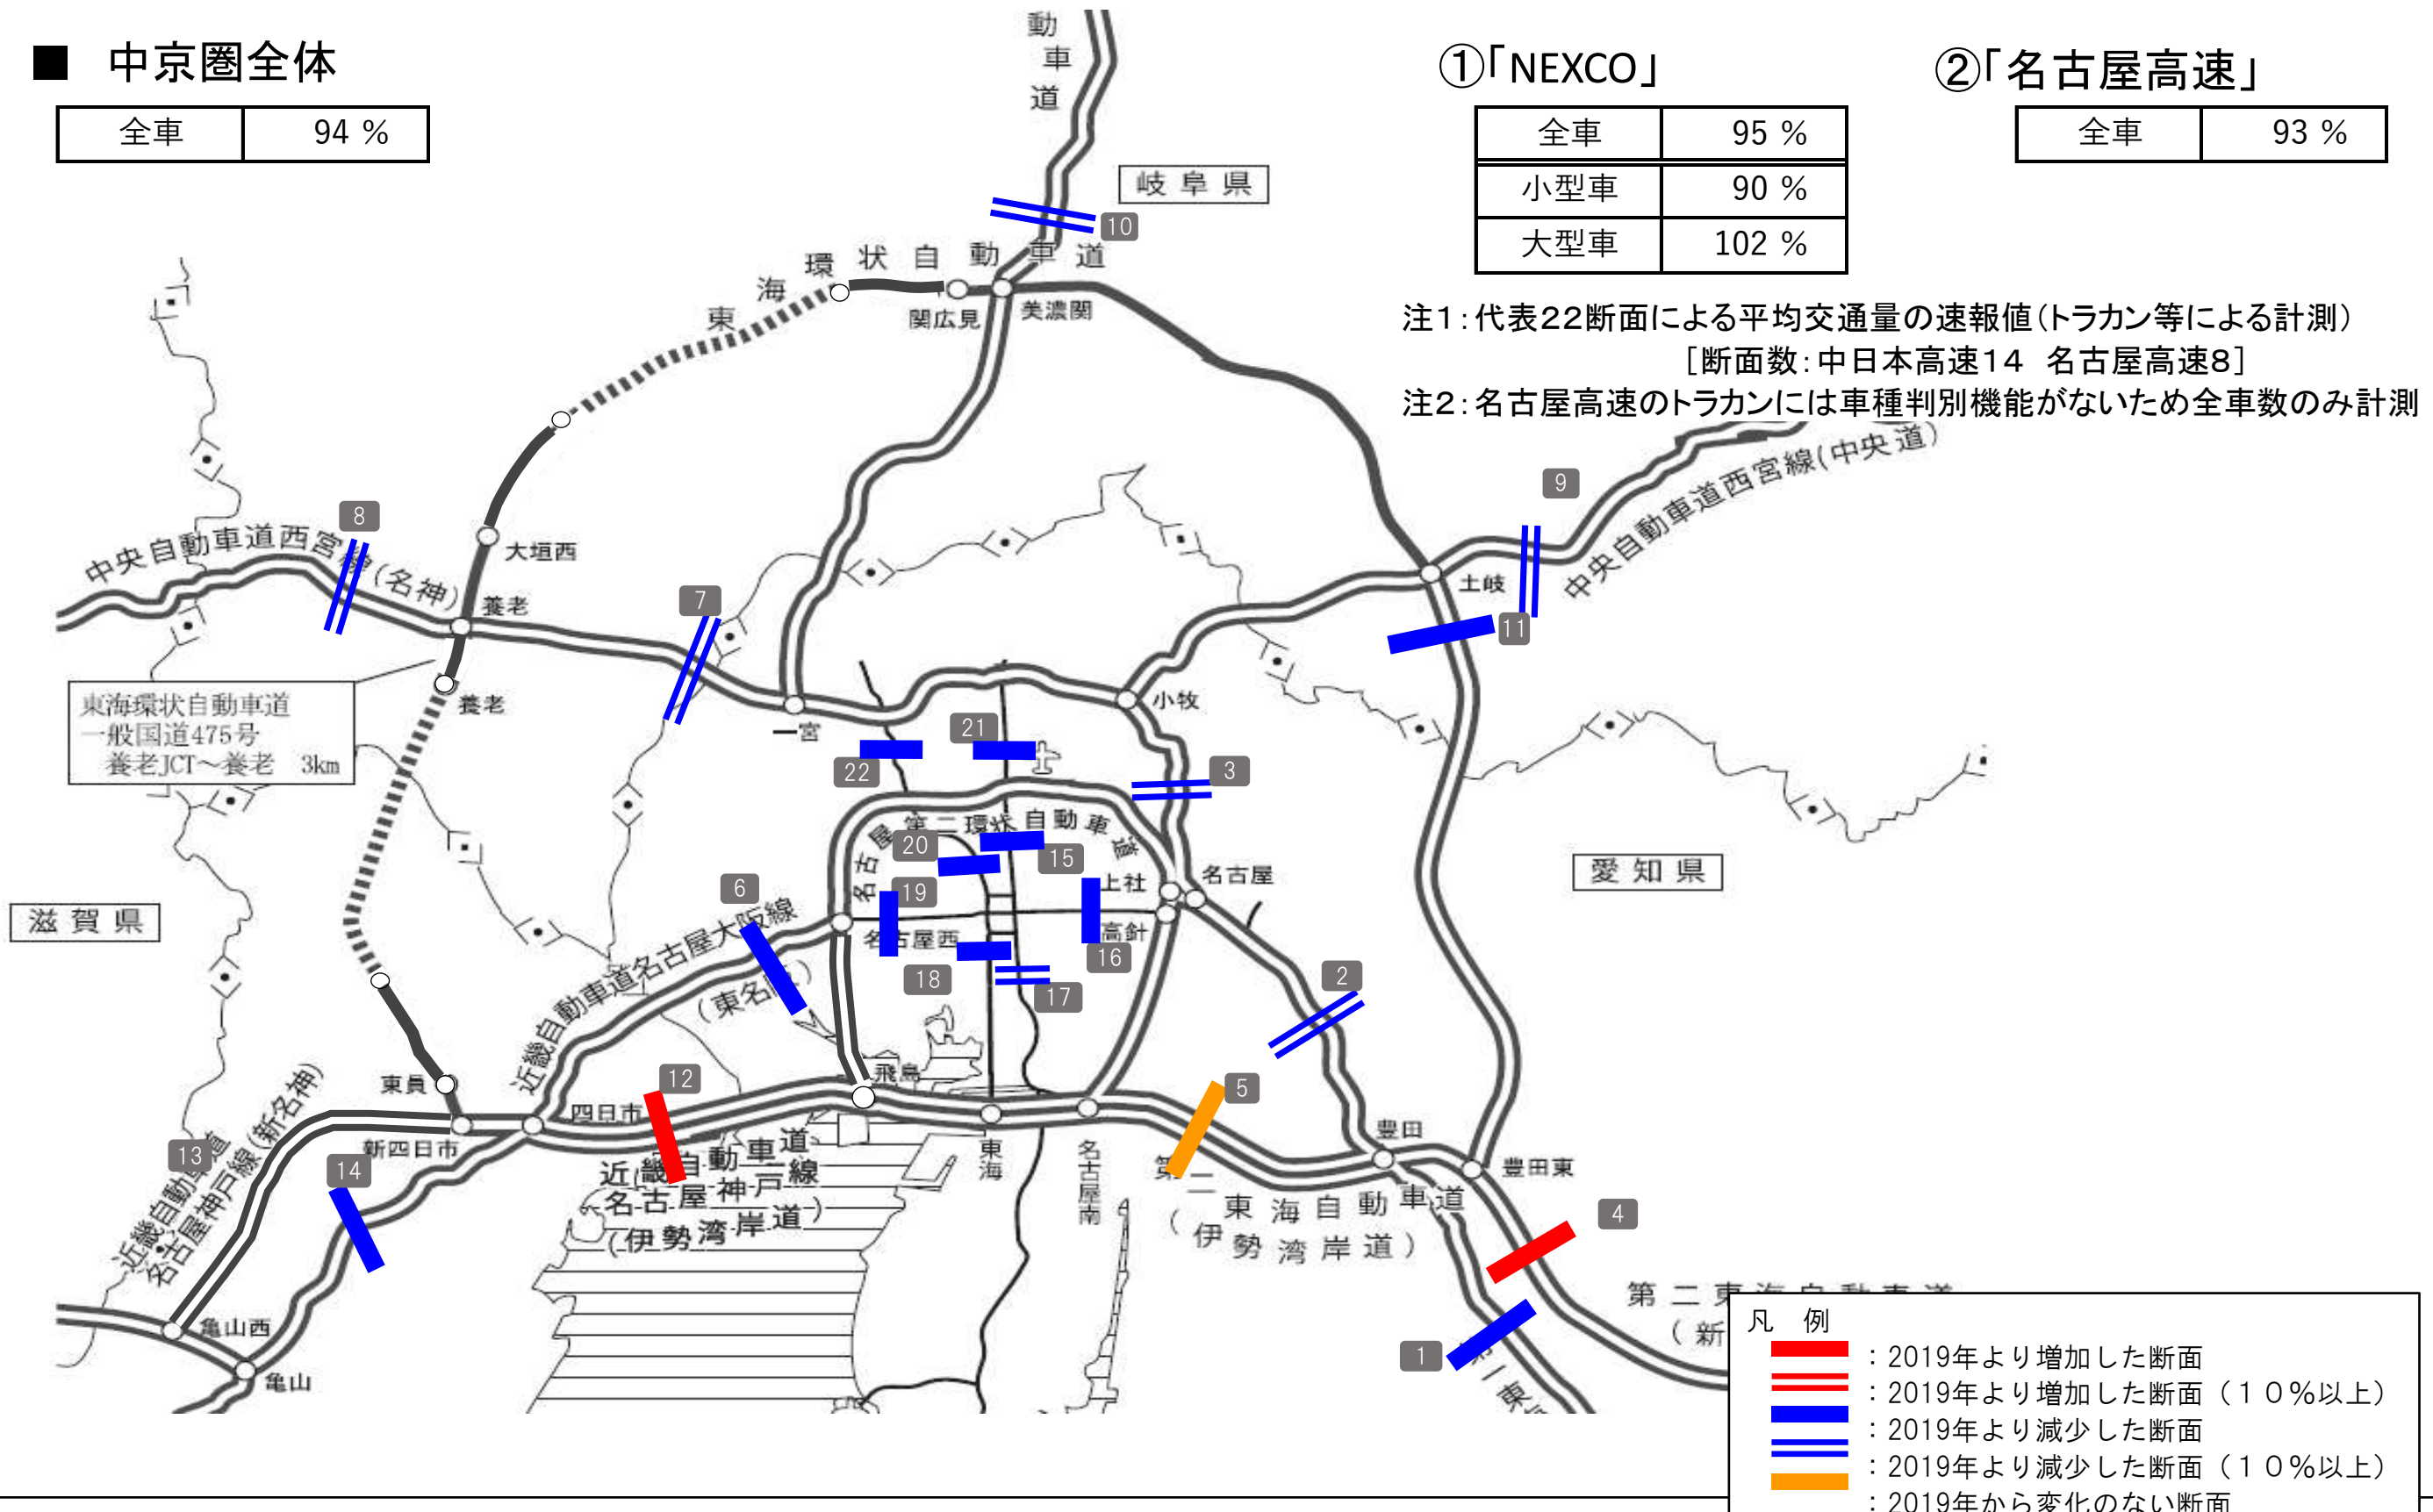 ■ 中京圏全体
全車 94 %
①「NEXCO」
全車 95 %
小型車 90 %
大型車 102 %
②「名古屋高速」
全車 93 %
注1：代表22断面による平均交通量の速報値（トラカン等による計測）
［断面数：中日本高速14 名古屋高速8］
注2：名古屋高速のトラカンには車種判別機能がないため全車数のみ計測
動車道
岐阜県
10
東海環状自動車道
関広見
美濃関
中央自動車道西宮線(中央道)
9
8
中央自動車道西宮線(名神)
大垣西
養老
7
土岐
11
東海環状自動車道
一般国道475号
養老JCT～養老 3km
養老
一宮
小牧
21
22
3
名古屋第二環状自動車道
20
15
19
上社
名古屋
愛知県
滋賀県
6
近畿自動車道名古屋大阪線
(東名阪)
名古屋西
高針
16
18
17
2
東員
飛島
12
5
四日市
新四日市
13
14
近畿自動車道
名古屋神戸線(新名神)
近畿自動車道
名古屋神戸線
(伊勢湾岸道)
東海
名古屋南
豊田
豊田東
第二東海自動車道
(伊勢湾岸道)
4
亀山西
亀山
1
第二東海自動車道
(新
第一東
凡 例
：2019年より増加した断面
：2019年より増加した断面（１０％以上）
：2019年より減少した断面
：2019年より減少した断面（１０％以上）
：2019年から変化のない断面